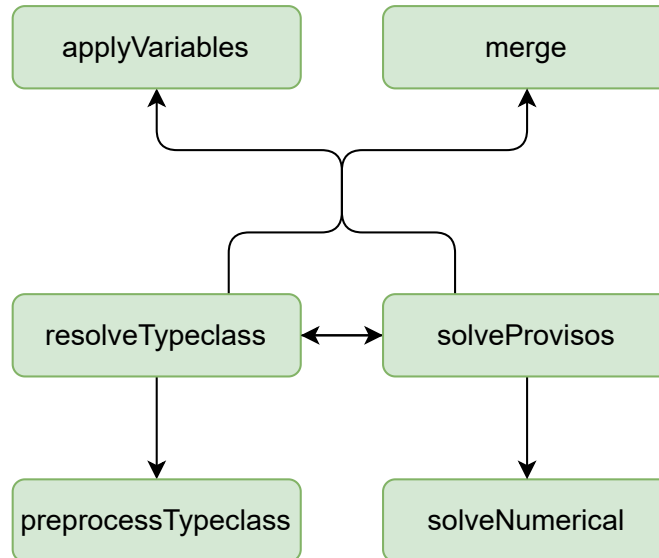 applyVariables
merge
resolveTypeclass
solveProvisos
preprocessTypeclass
solveNumerical